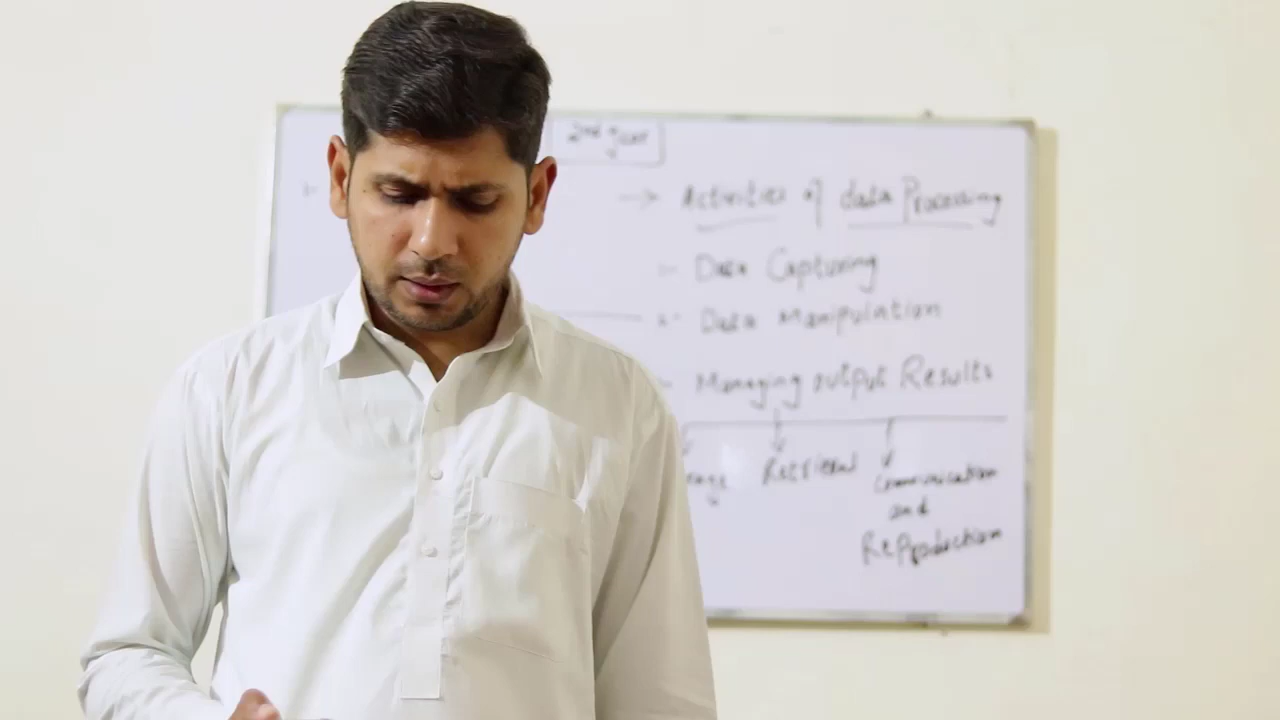 2nd year
→ Activities of data Processing
- Data Capturing
- Data Manipulation
- Managing output Results
Retrieval
Communication
and
Reproduction